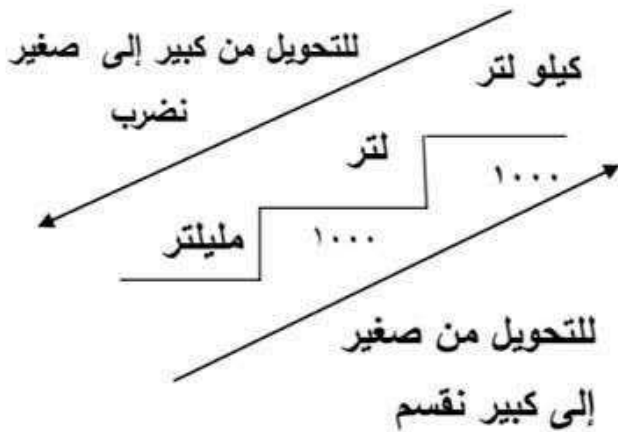 للتحويل من كبير إلى صغير
نضرب
كيلو لتر
لتر
١٠٠٠
مليلتر
١٠٠٠
للتحويل من صغير
إلى كبير نقسم